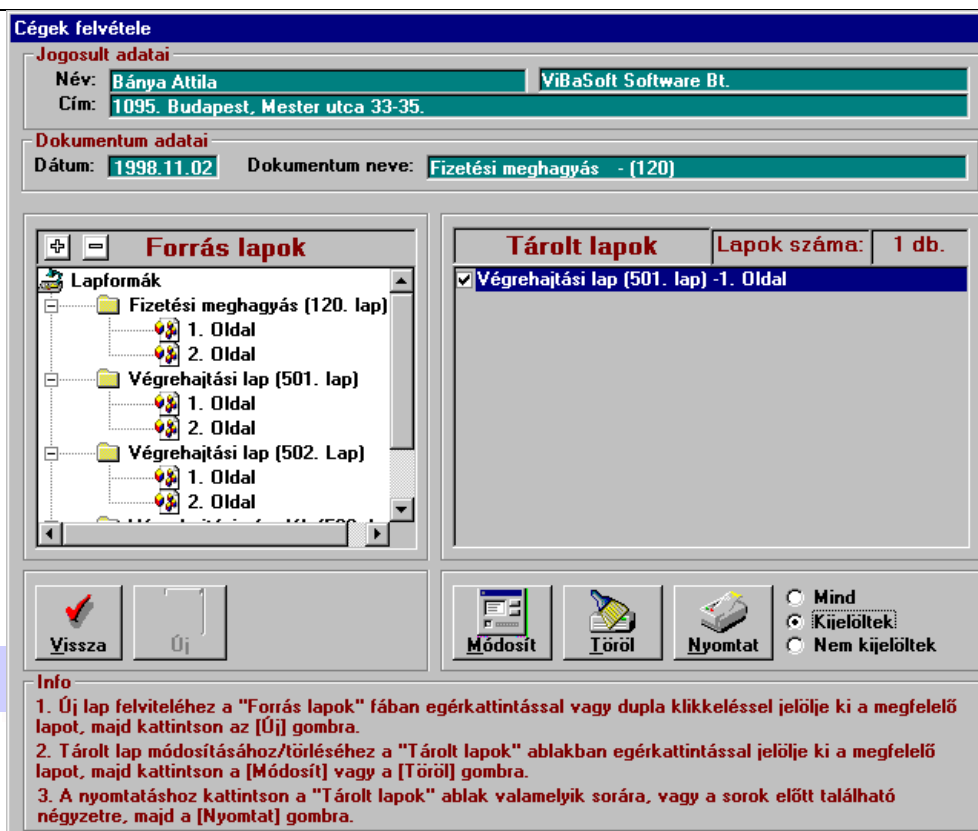 Cégek felvétele
Jogosult adatai
Név: Bánya Attila ViBaSoft Software Bt.
Cím: 1095. Budapest, Mester utca 33-35.
Dokumentum adatai
Dátum: 1998.11.02 Dokumentum neve: Fizetési meghagyás - (120)
Forrás lapok
Lapformák
Fizetési meghagyás (120. lap)
1. Oldal
2. Oldal
Végrehajtási lap (501. lap)
1. Oldal
2. Oldal
Végrehajtási lap (502. Lap)
1. Oldal
2. Oldal
Tárolt lapok Lapok száma: 1 db.
Végrehajtási lap (501. lap) -1. Oldal
Vissza Új
Módosít Töröl Nyomtat
Mind
Kijelöltek
Nem kijelöltek
Info
1. Új lap felviteléhez a "Forrás lapok" fában egérkattintással vagy dupla klikkeléssel jelölje ki a megfelelő
lapot, majd kattintson az [Új] gombra.
2. Tárolt lap módosításához/törléséhez a "Tárolt lapok" ablakban egérkattintással jelölje ki a megfelelő
lapot, majd kattintson a [Módosít] vagy a [Töröl] gombra.
3. A nyomtatáshoz kattintson a "Tárolt lapok" ablak valamelyik sorára, vagy a sorok előtt található
négyzetre, majd a [Nyomtat] gombra.